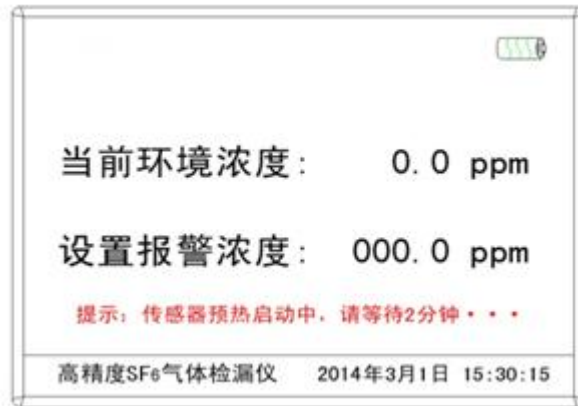 当前环境浓度: 0.0 ppm
设置报警浓度: 000.0 ppm
提示: 传感器预热启动中, 请等待2分钟···
高精度SF6气体检漏仪 2014年3月1日 15:30:15